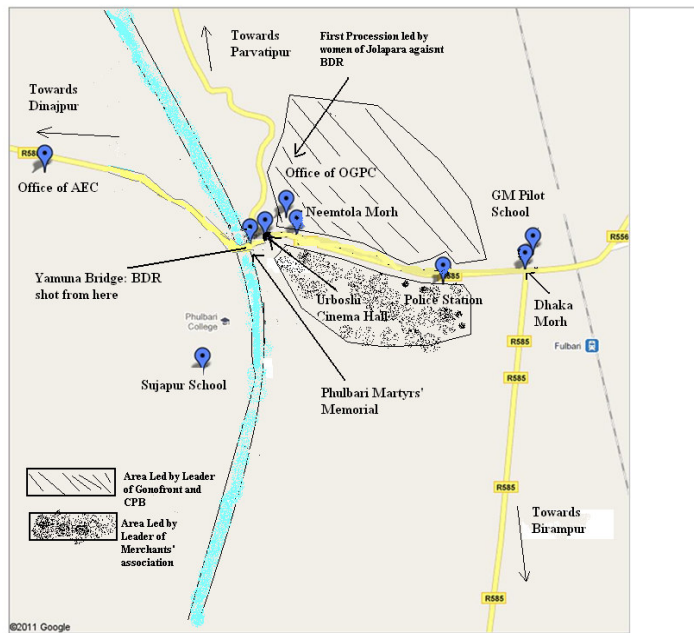 Towards
Parvatipur
First Procession led by
women of Jolapara agaisnt
BDR
Towards
Dinajpur
R585
Office of AEC
Office of OGPC
Neemtola Morh
GM Pilot
School
R556
Yamuna Bridge: BDR
shot from here
Urboshi
Cinema Hall
Police Station
R585
Dhaka
Morh
Phulbari
College
Fulbari
R585
Sujapur School
Phulbari Martyrs'
Memorial
R585
Area Led by Leader
of Gonofront and
CPB
R585
Area Led by
Leader of
Merchants'
association
Towards
Birampur
R585
©2011 Google